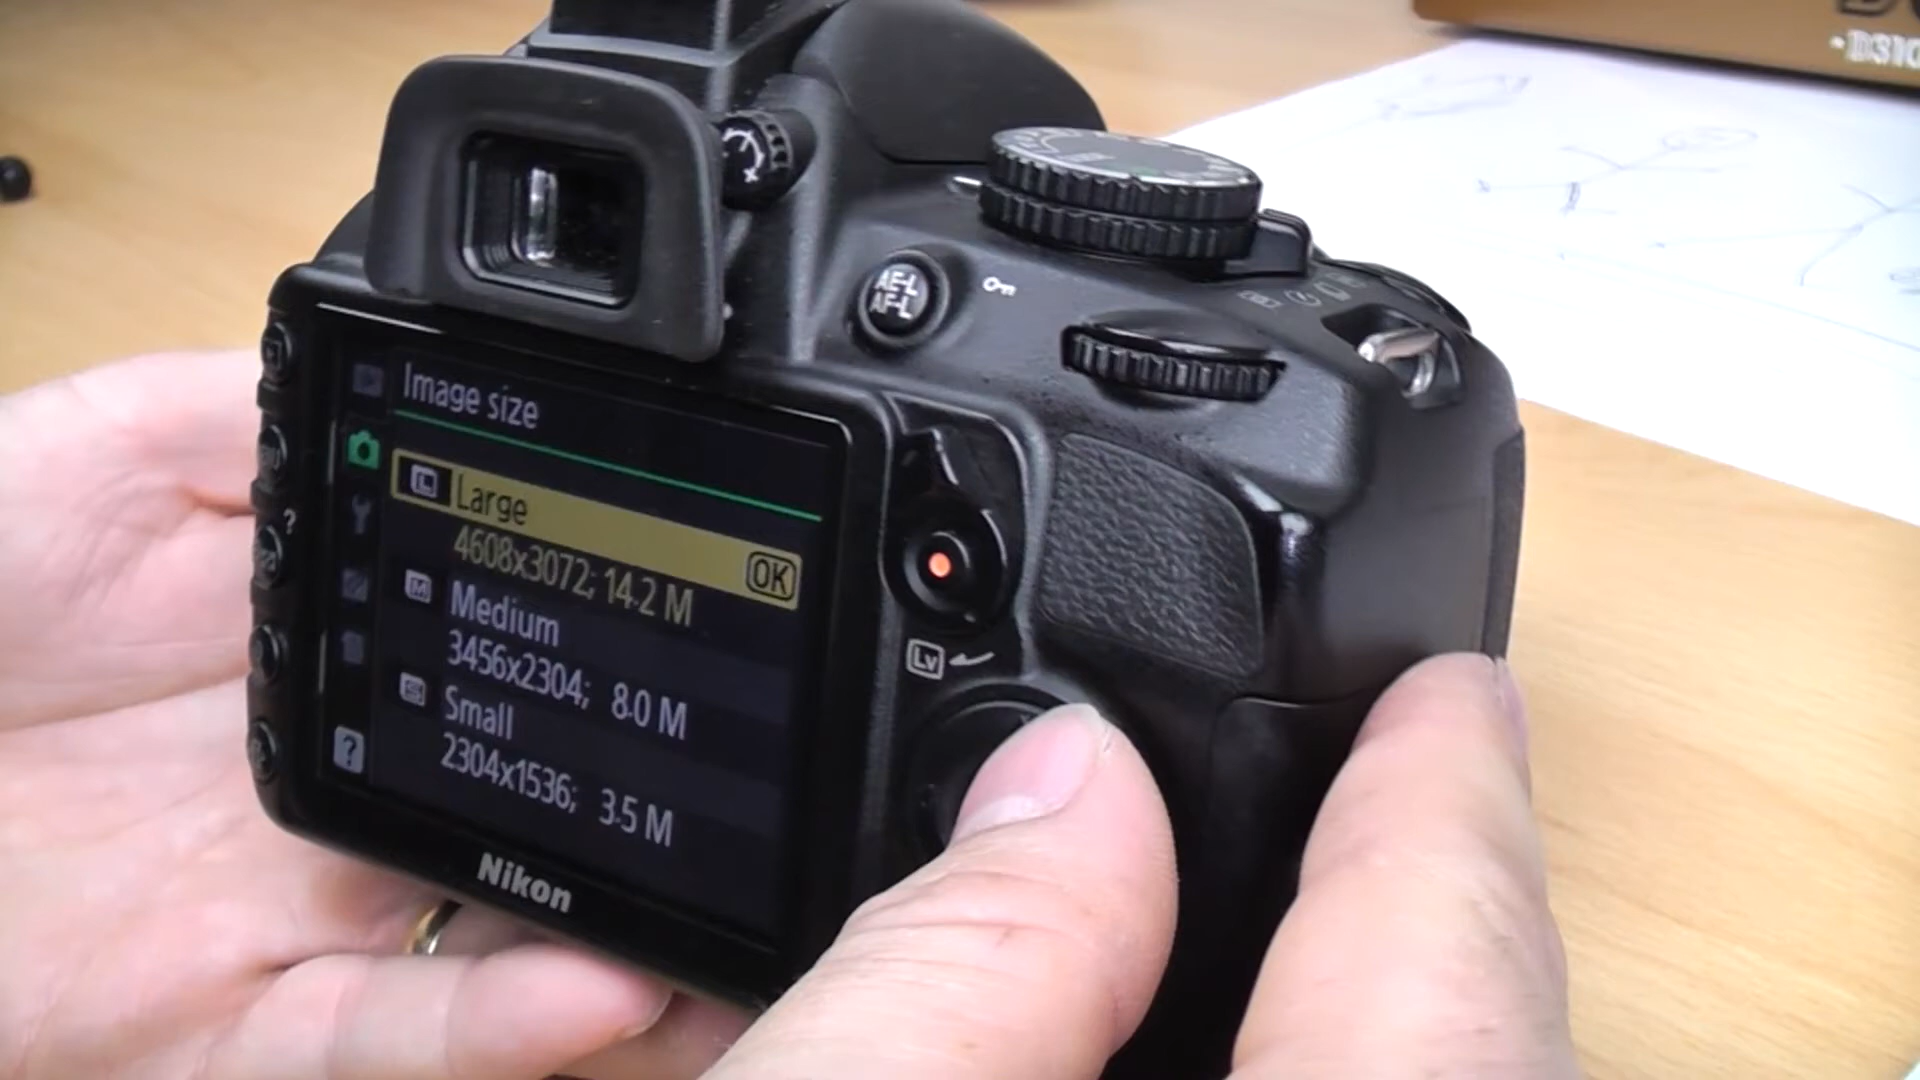 -D310
AE-L
AF-L
Image size
L Large
4608x3072; 14.2 M
OK
M Medium
3456x2304; 8.0 M
S Small
2304x1536; 3.5 M
?
?
Lv
Nikon